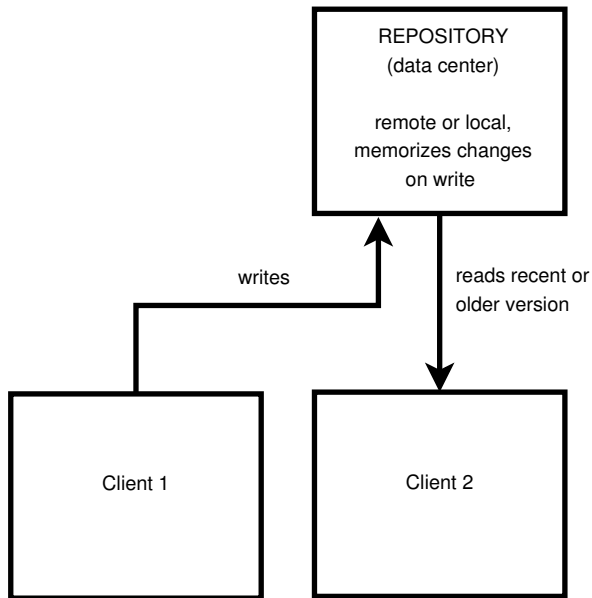 REPOSITORY
(data center)
remote or local,
memorizes changes
on write
writes
reads recent or
older version
Client 1
Client 2